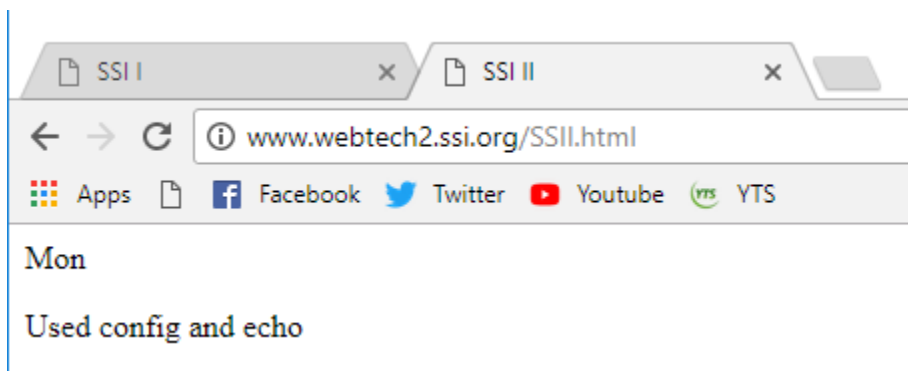 SSI I SSI II
www.webtech2.ssi.org/SSII.html
Apps Facebook Twitter Youtube YTS YTS
Mon
Used config and echo